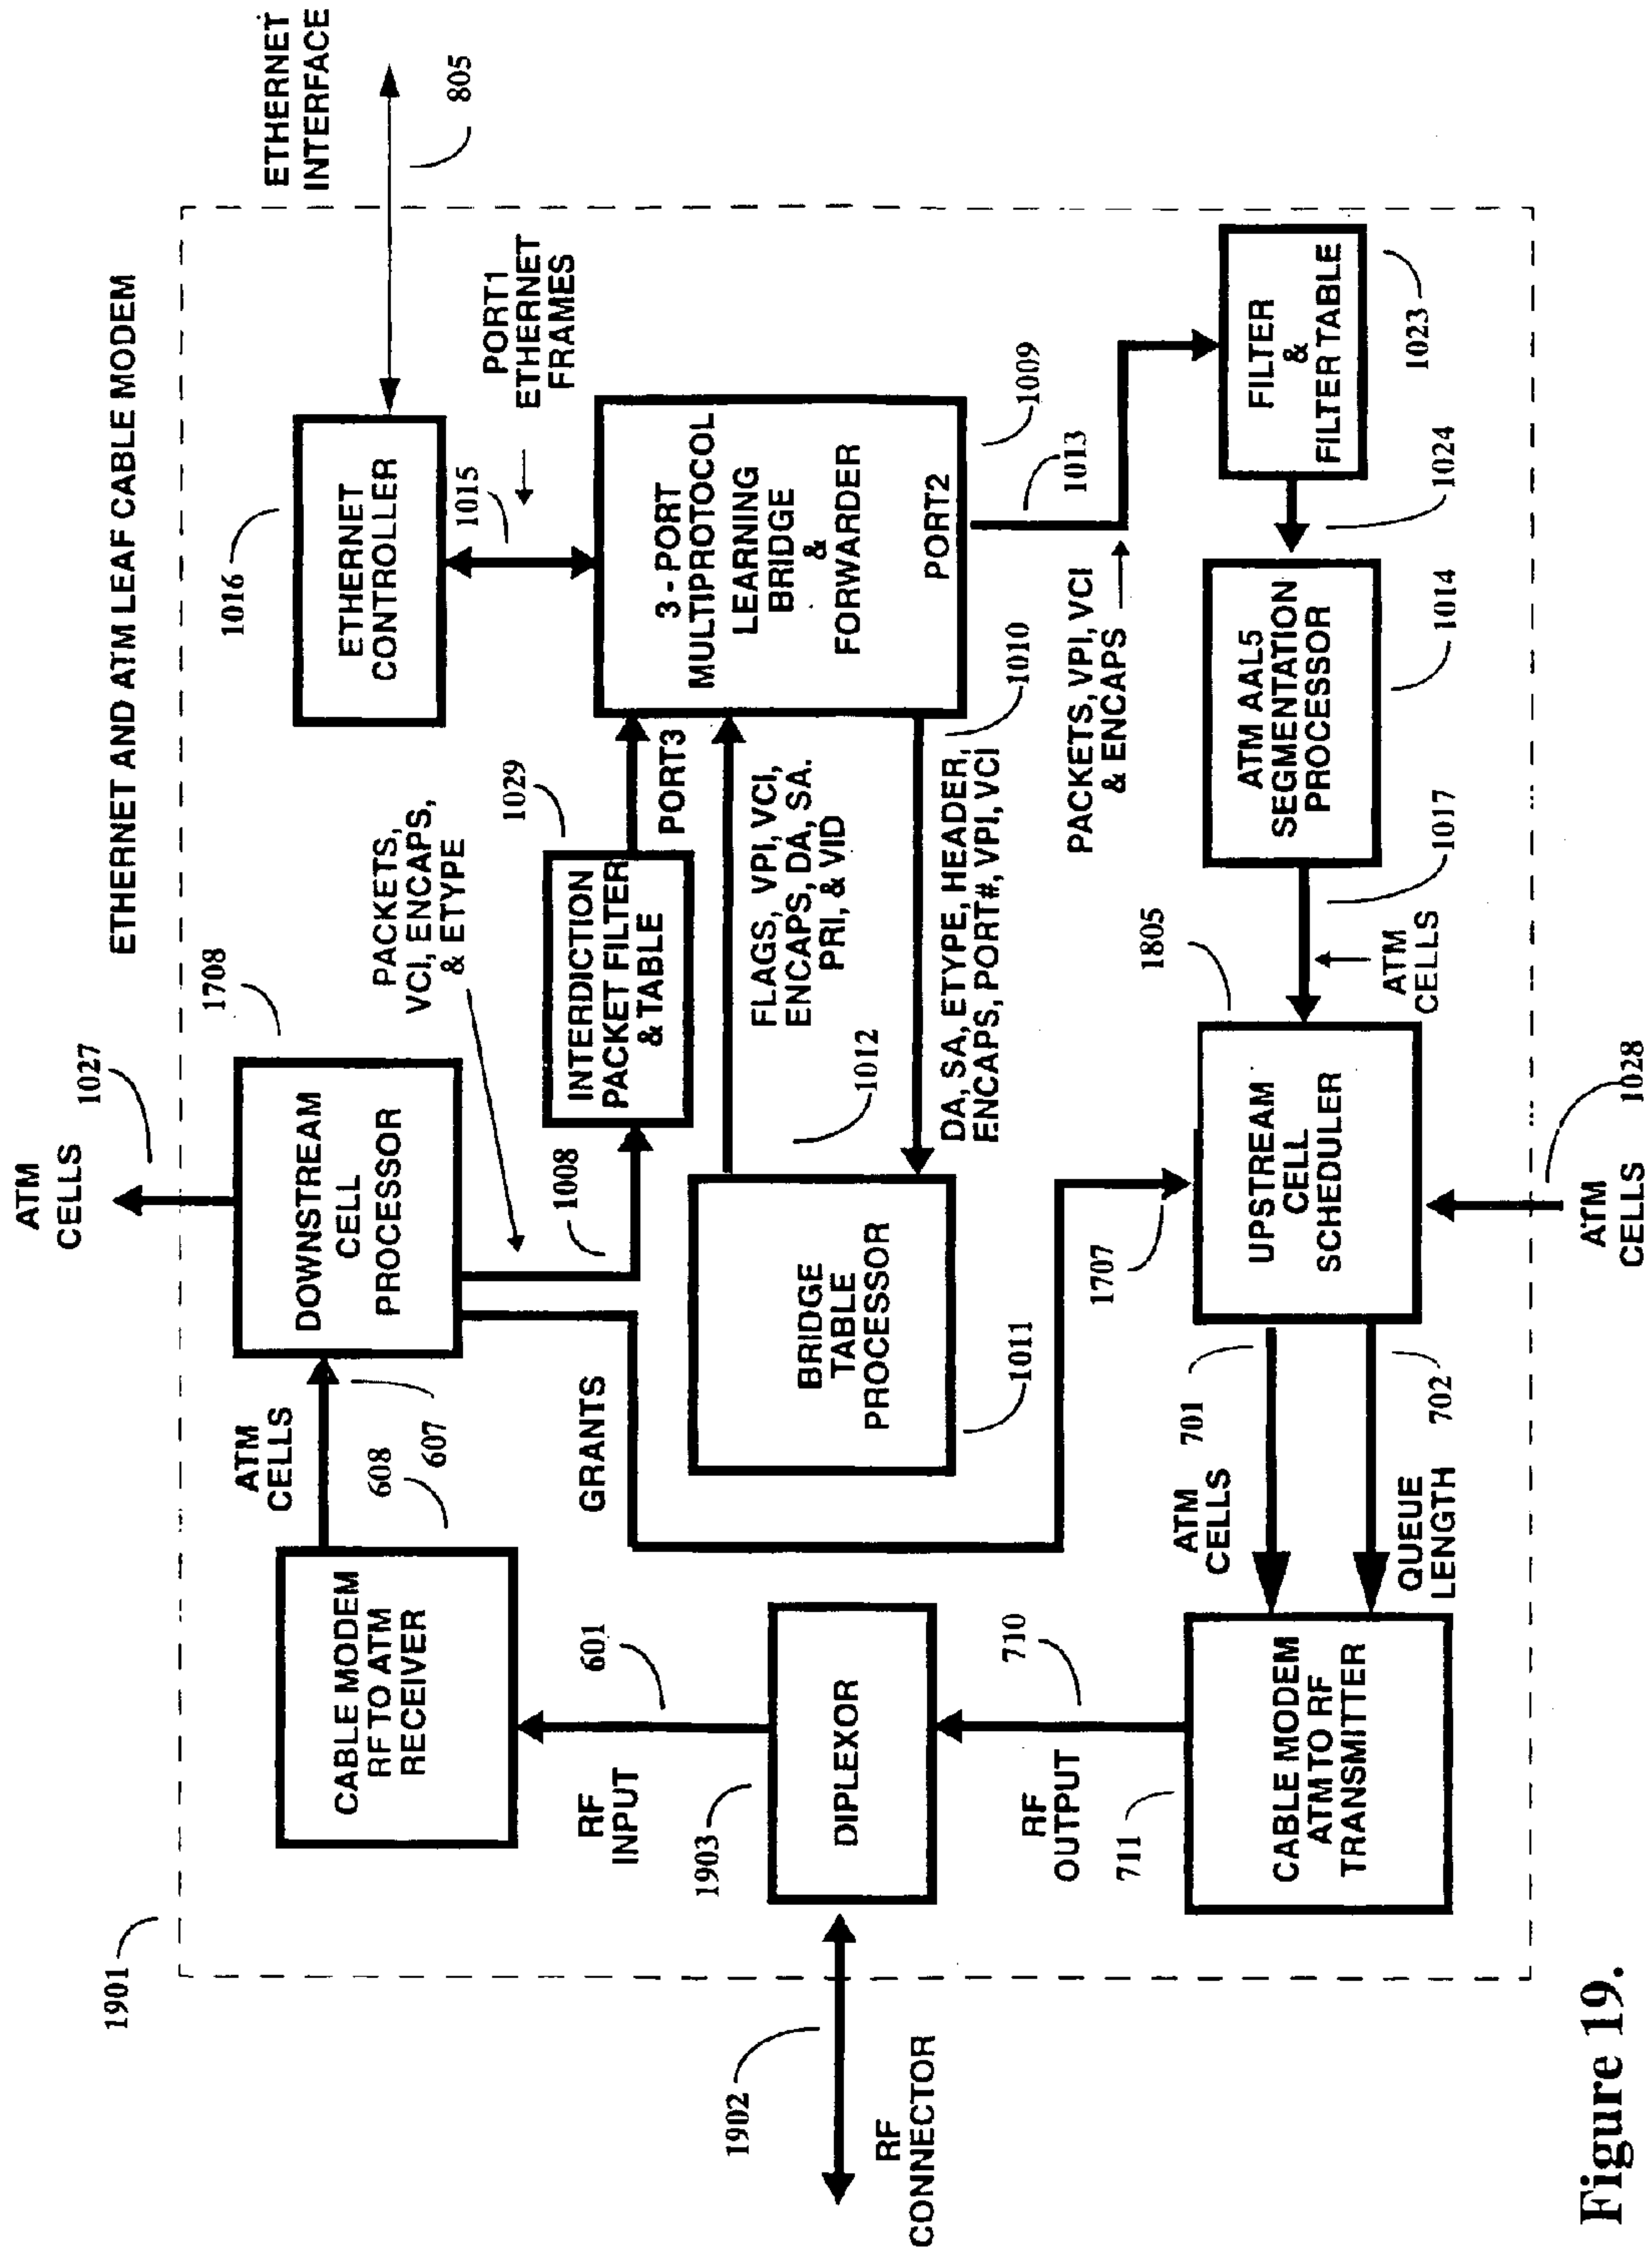 ETHERNET AND ATM LEAF CABLE MODEM
1901
ATM
CELLS
1027
1708
DOWNSTREAM
CELL
PROCESSOR
ETHERNET
INTERFACE
805
1016
ETHERNET
CONTROLLER
1015
PORT1
ETHERNET
FRAMES
CABLE MODEM
RF TO ATM
RECEIVER
ATM
CELLS
608
607
PACKETS,
VCI, ENCAPS,
& ETYPE
1008
INTERDICTION
PACKET FILTER
& TABLE
1029
PORT3
3 - PORT
MULTIPROTOCOL
LEARNING
BRIDGE
&
FORWARDER
PORT2
1009
GRANTS
RF
INPUT
601
1902
RF
CONNECTOR
1903
DIPLEXOR
BRIDGE
TABLE
PROCESSOR
1011
1012
FLAGS, VPI, VCI,
ENCAPS, DA, SA.
PRI, & VID
DA, SA, ETYPE, HEADER,
ENCAPS, PORT#, VPI, VCI
1010
1013
PACKETS, VPI, VCI
& ENCAPS
RF
OUTPUT
710
711
CABLE MODEM
ATM TO RF
TRANSMITTER
ATM
CELLS
701
QUEUE
LENGTH
702
1707
UPSTREAM
CELL
SCHEDULER
1805
ATM
CELLS
1017
ATM AAL5
SEGMENTATION
PROCESSOR
1014
1024
FILTER
&
FILTER TABLE
1023
ATM
CELLS
1028
Figure 19.